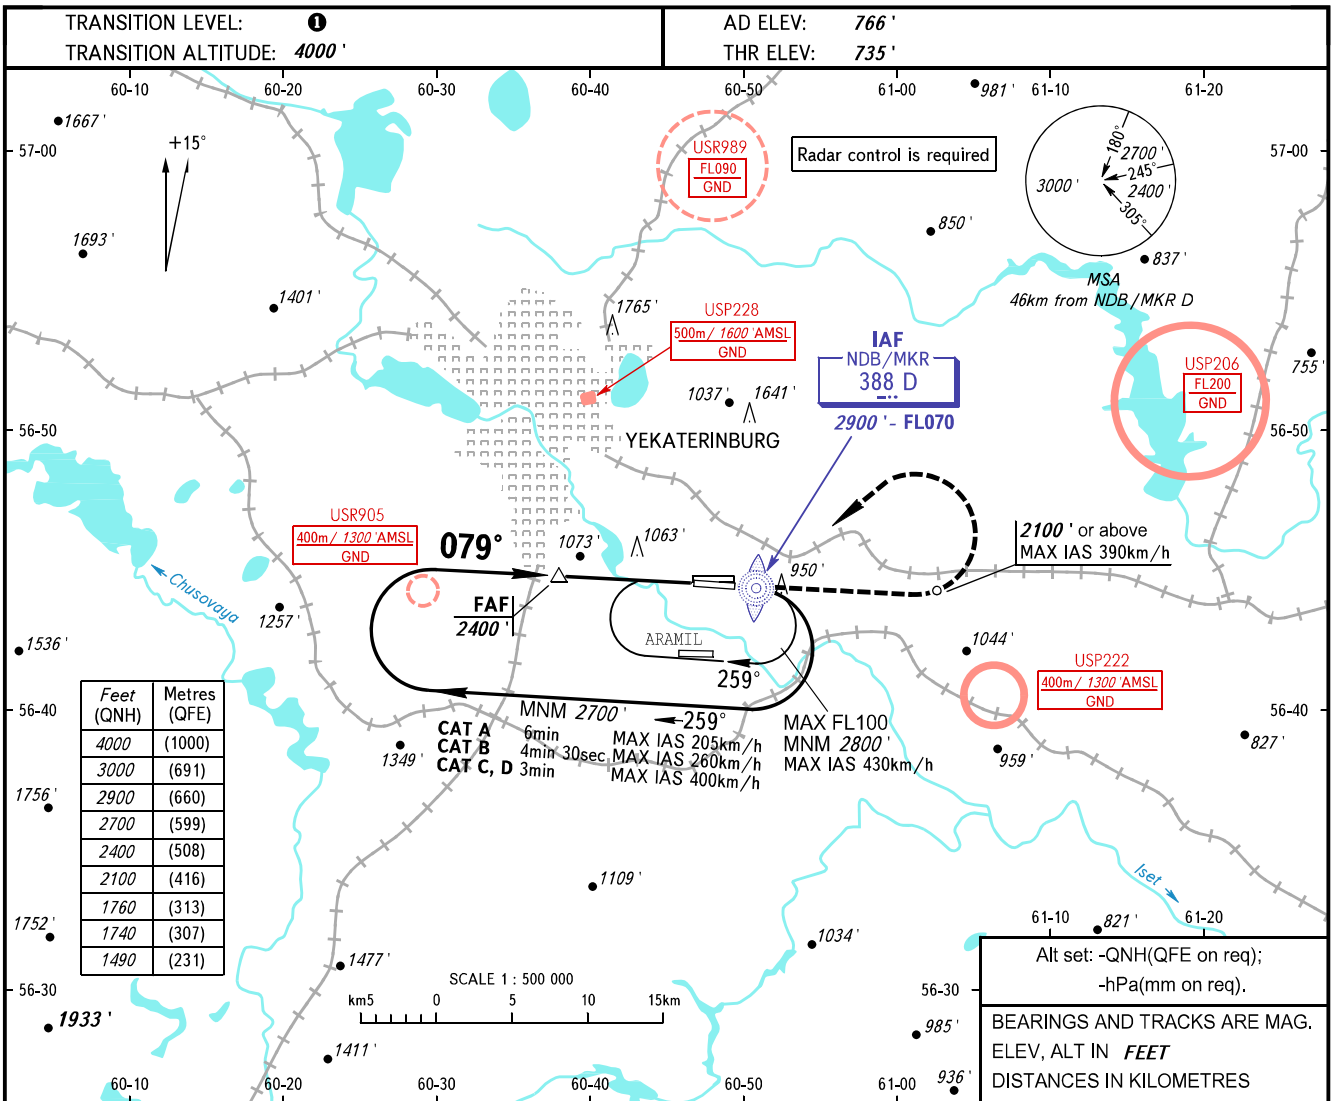 TRANSITION LEVEL: 1
TRANSITION ALTITUDE: 4000 '
AD ELEV: 766 '
THR ELEV: 735 '
60-10
60-20
60-30
60-40
60-50
61-00
61-10
61-20
981 '
1667 '
+15°
57-00
57-00
USR989
FL090
GND
Radar control is required
180°
2700 '
245°
3000 '
2400 '
305°
850 '
837 '
MSA
46km from NDB/MKR D
1693 '
1401 '
1765 '
USP228
500m/ 1600 'AMSL
GND
IAF
NDB/MKR
388 D
2900 '- FL070
USP206
FL200
GND
755 '
1037 '
1641 '
YEKATERINBURG
56-50
56-50
USR905
400m/ 1300 'AMSL
GND
079°
1073 '
1063 '
950 '
2100 ' or above
MAX IAS 390km/h
Chusovaya
FAF
2400 '
1257 '
1536 '
ARAMIL
259°
1044 '
USP222
400m/ 1300 'AMSL
GND
Feet
(QNH)
Metres
(QFE)
4000 (1000)
3000 (691)
2900 (660)
2700 (599)
2400 (508)
2100 (416)
1760 (313)
1740 (307)
1490 (231)
56-40
56-40
MNM 2700 '
259°
CAT A 6min MAX IAS 205km/h
CAT B 4min 30sec MAX IAS 260km/h
CAT C, D 3min MAX IAS 400km/h
MAX FL100
MNM 2800 '
MAX IAS 430km/h
1349 '
959 '
827 '
1756 '
1109 '
Iset
1752 '
1477 '
1034 '
61-10
821 '
61-20
56-30
56-30
SCALE 1 : 500 000
km5 0 5 10 15km
1933 '
1411 '
985 '
936 '
60-10
60-20
60-30
60-40
60-50
61-00
Alt set: -QNH(QFE on req);
-hPa(mm on req).
BEARINGS AND TRACKS ARE MAG.
ELEV, ALT IN FEET
DISTANCES IN KILOMETRES